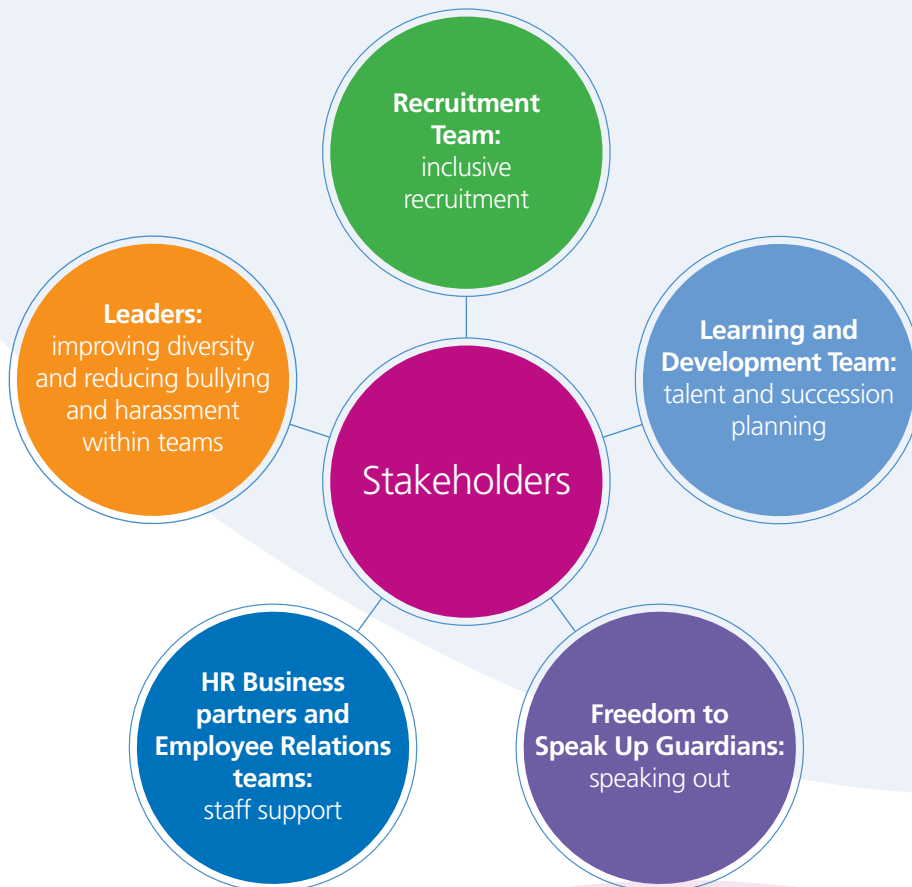 Recruitment
Team:
inclusive
recruitment
Leaders:
improving diversity
and reducing bullying
and harassment
within teams
Learning and
Development Team:
talent and succession
planning
Stakeholders
HR Business
partners and
Employee Relations
teams:
staff support
Freedom to
Speak Up Guardians:
speaking out